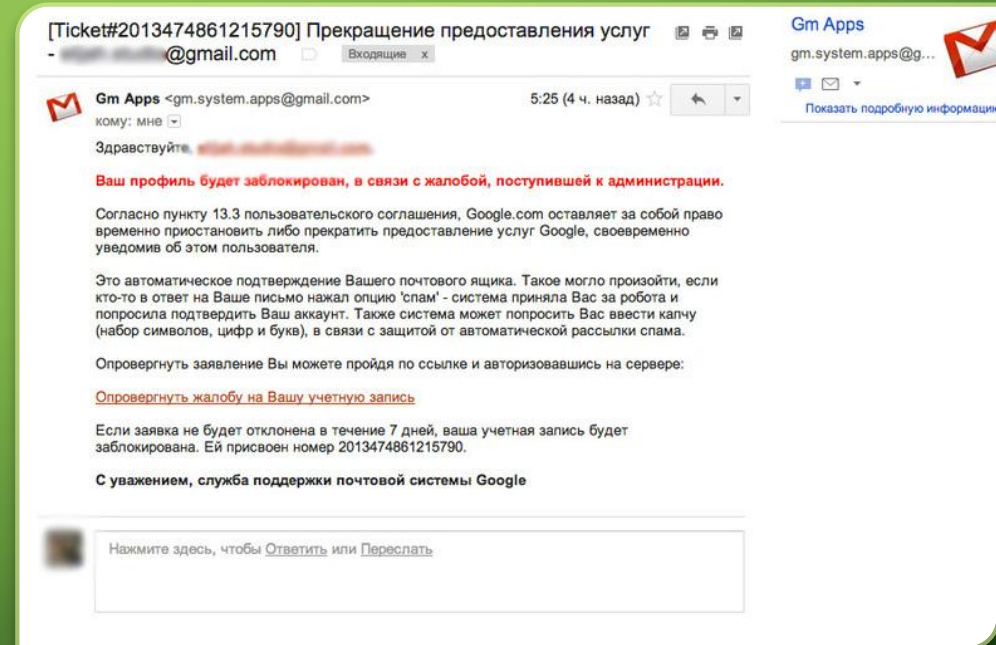 [Ticket#2013474861215790] Прекращение предоставления услуг
- @gmail.com Входящие x
Gm Apps <gm.system.apps@gmail.com> 5:25 (4 ч. назад)
кому: мне
Здравствуйте,
Ваш профиль будет заблокирован, в связи с жалобой, поступившей к администрации.
Согласно пункту 13.3 пользовательского соглашения, Google.com оставляет за собой право
временно приостановить либо прекратить предоставление услуг Google, своевременно
уведомив об этом пользователя.
Это автоматическое подтверждение Вашего почтового ящика. Такое могло произойти, если
кто-то в ответ на Ваше письмо нажал опцию 'спам' - система приняла Вас за робота и
попросила подтвердить Ваш аккаунт. Также система может попросить Вас ввести капчу
(набор символов, цифр и букв), в связи с защитой от автоматической рассылки спама.
Опровергнуть заявление Вы можете пройдя по ссылке и авторизовавшись на сервере:
Опровергнуть жалобу на Вашу учетную запись
Если заявка не будет отклонена в течение 7 дней, ваша учетная запись будет
заблокирована. Ей присвоен номер 2013474861215790.
С уважением, служба поддержки почтовой системы Google
Нажмите здесь, чтобы Ответить или Переслать
Gm Apps
gm.system.apps@g...
Показать подробную информацию